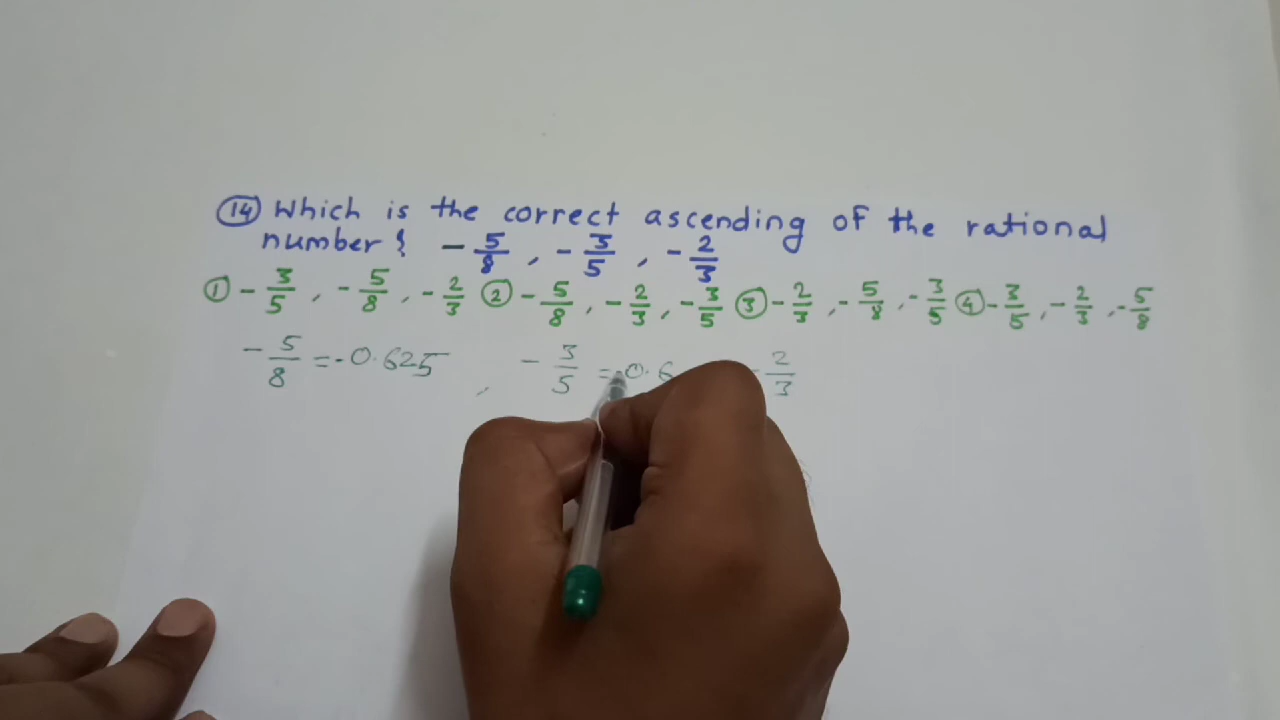 14 Which is the correct ascending of the rational
number? -5/8, -3/5, -2/3
① -3/5, -5/8, -2/3 ② -5/8, -2/3, -3/5 ③ -2/3, -5/8, -3/5 ④ -3/5, -2/3, -5/8
-5/8 = -0.625, -3/5 = -0.6 -2/3